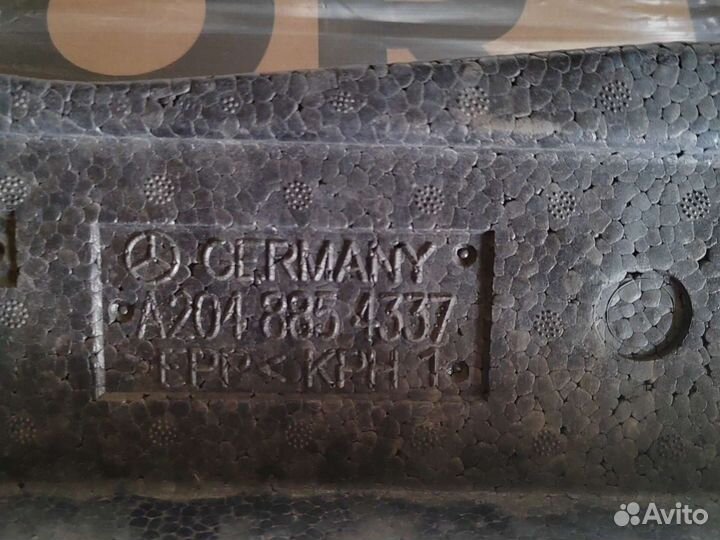 GERMANY
A204 885 4337
>EPP< KPH 1
Avito